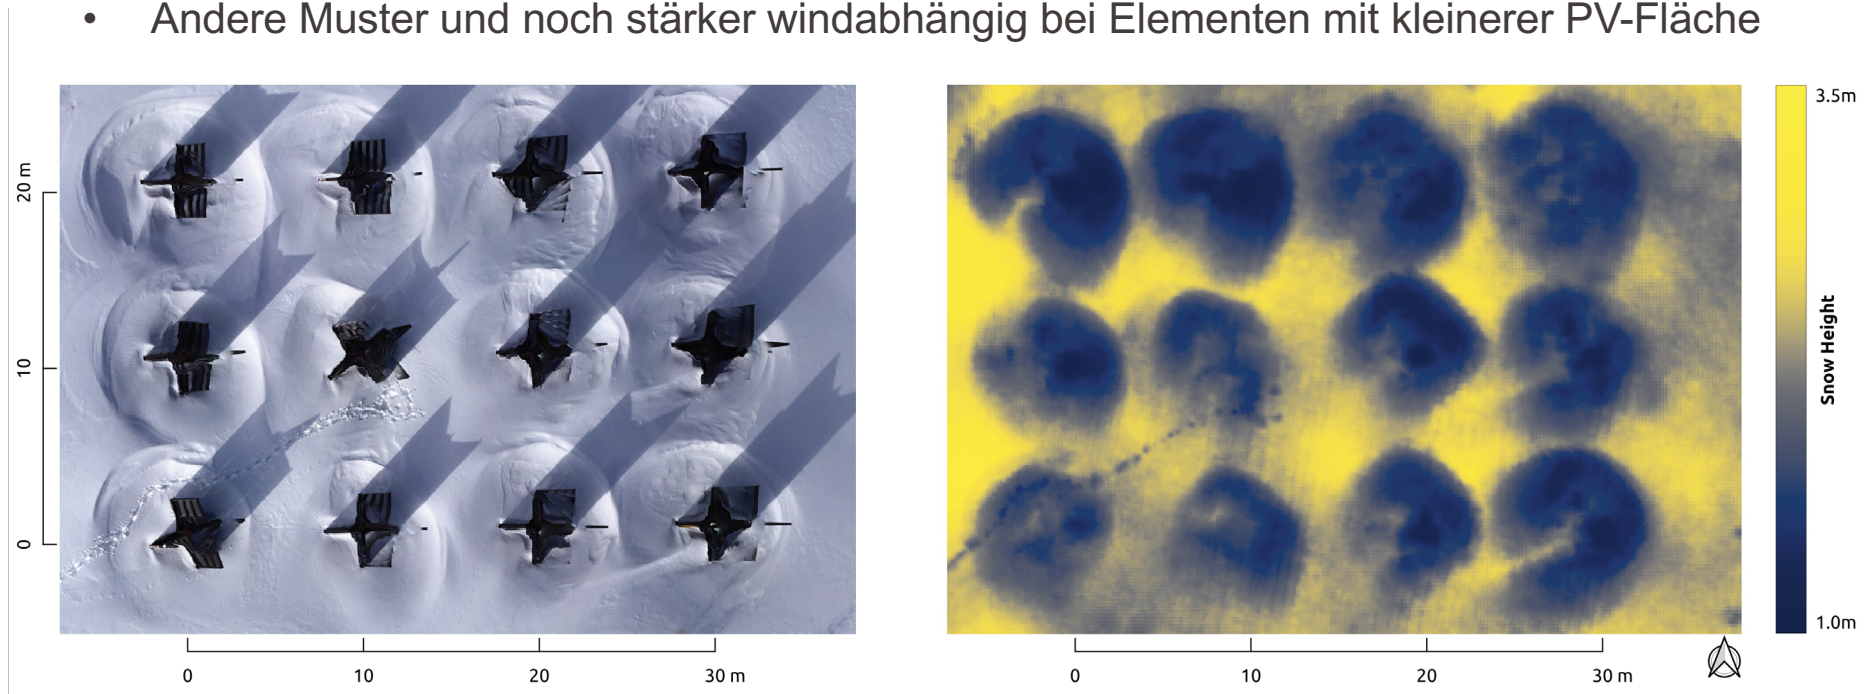 • Andere Muster und noch stärker windabhängig bei Elementen mit kleinerer PV-Fläche
20 m
10
0
0 10 20 30 m
0 10 20 30 m
3.5m
Snow Height
1.0m